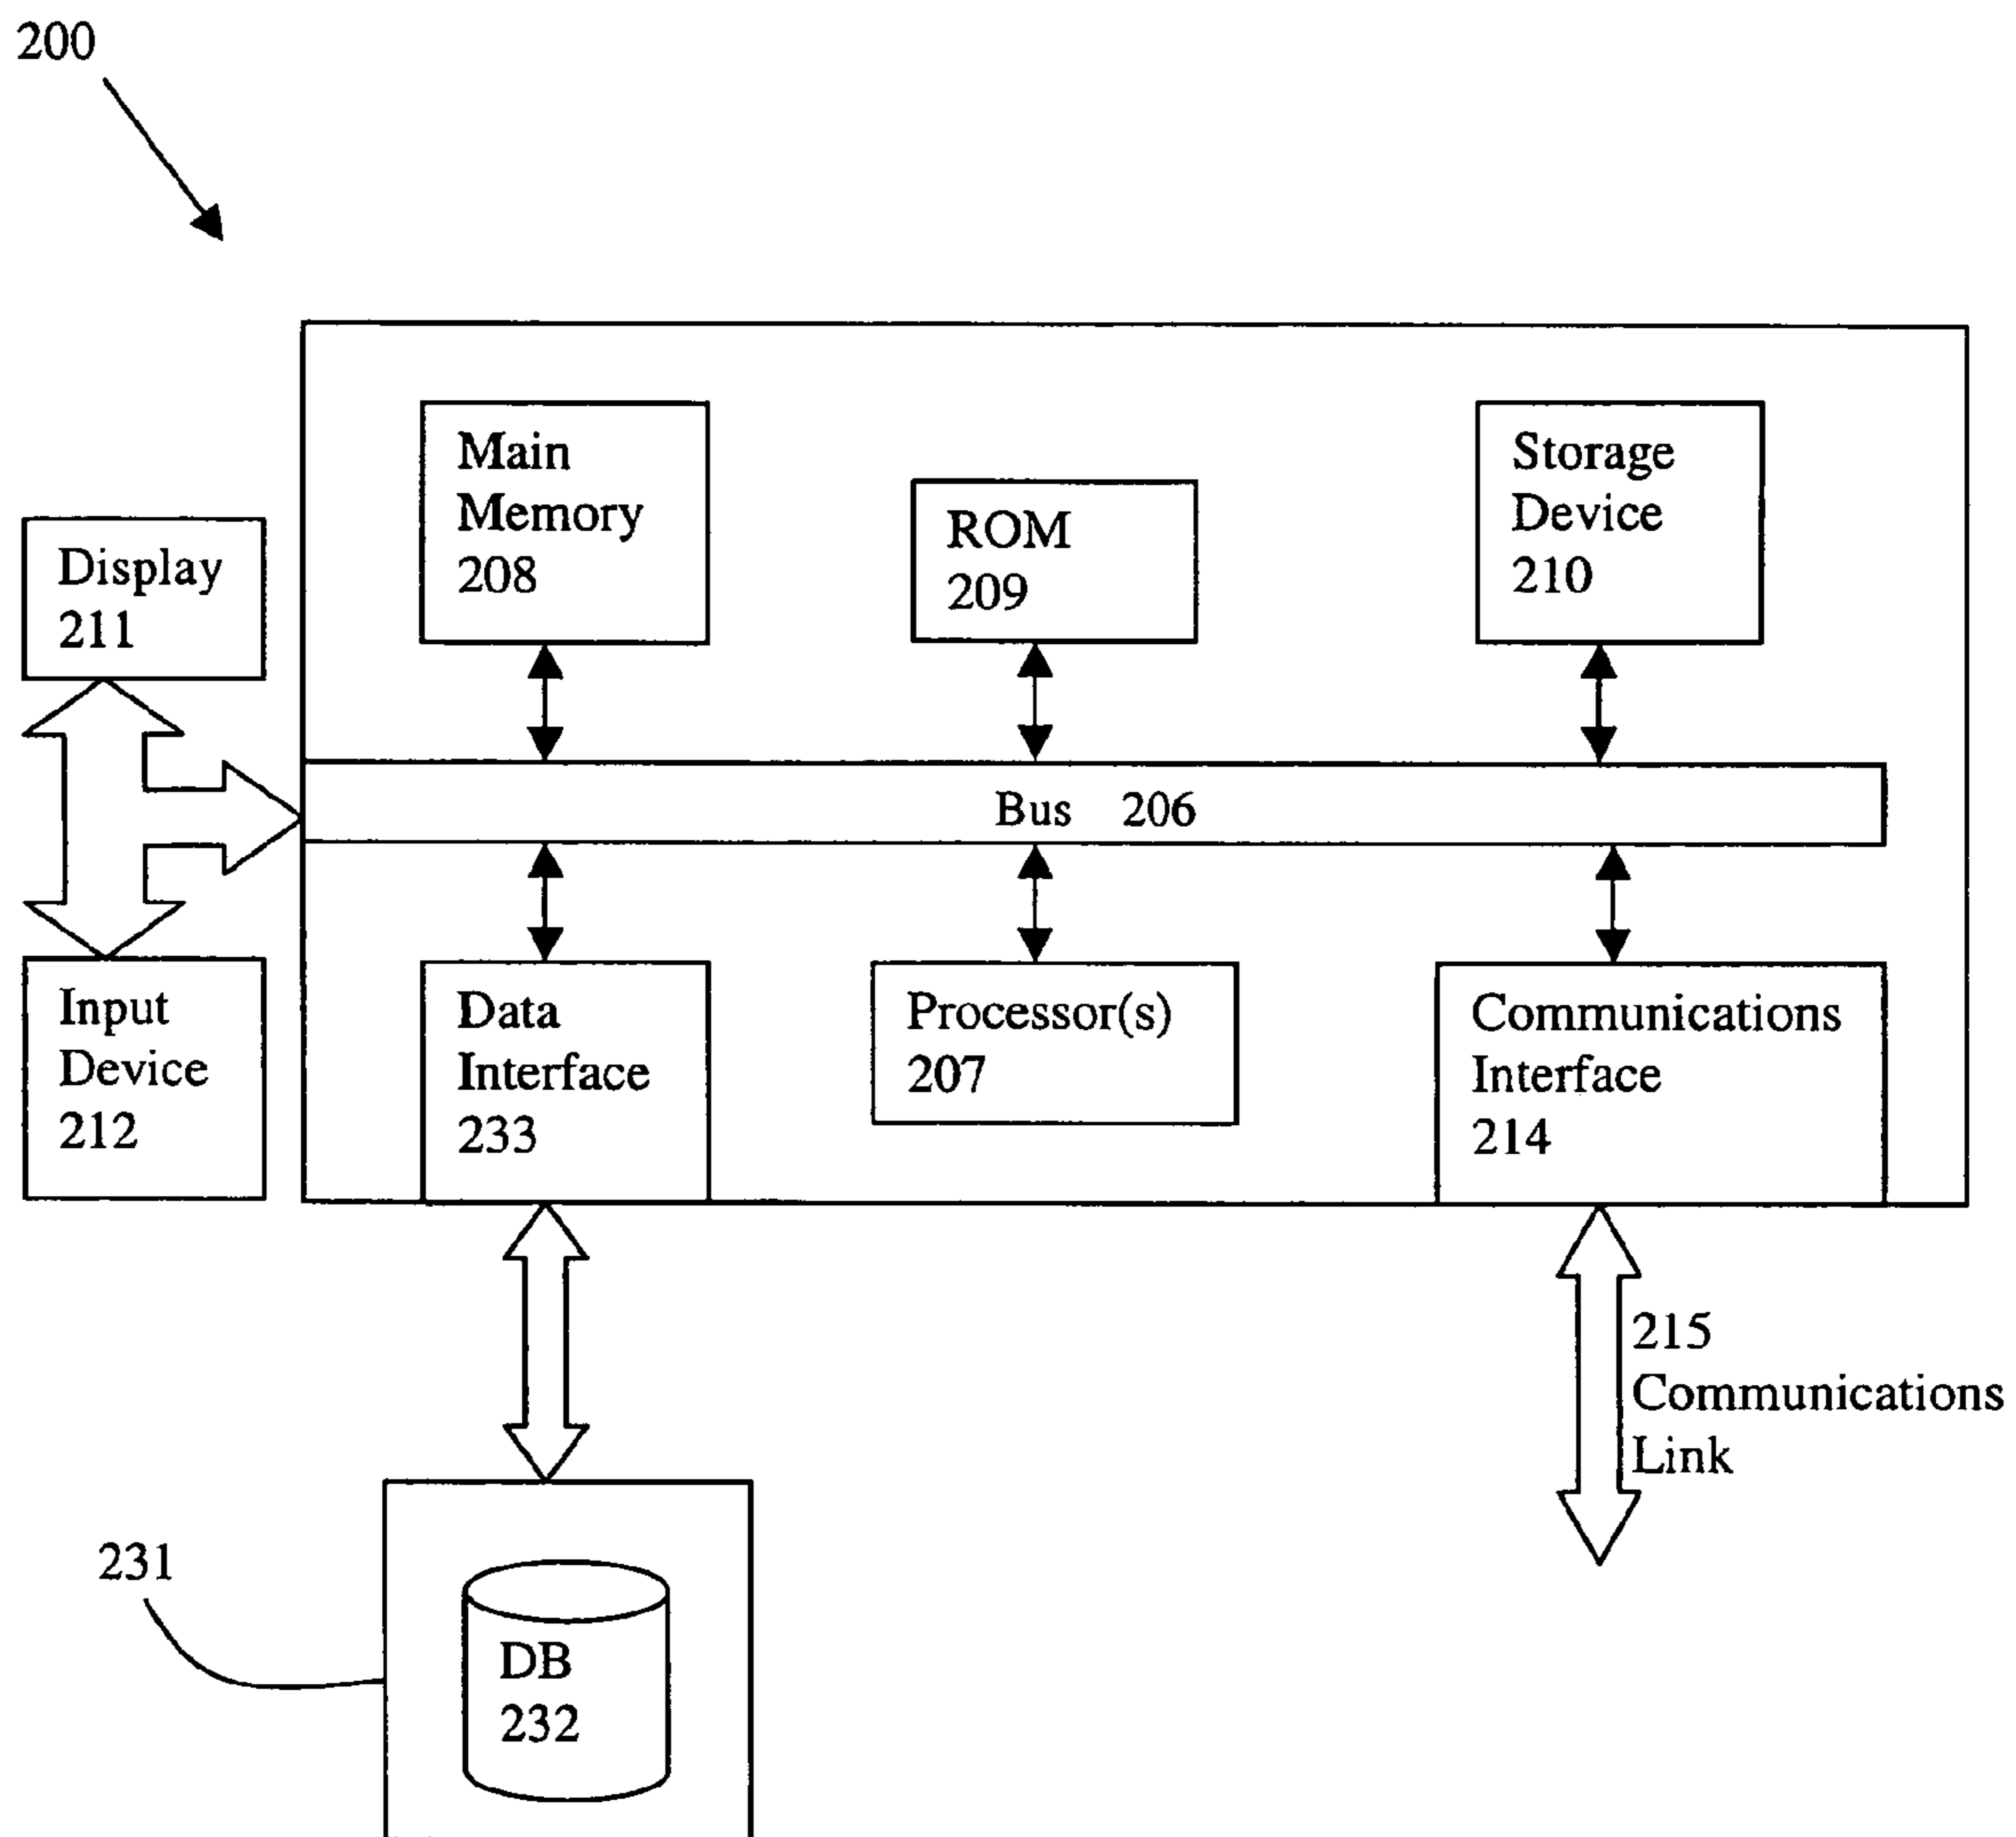 200
Main
Memory
208
ROM
209
Storage
Device
210
Display
211
Bus 206
Input
Device
212
Data
Interface
233
Processor(s)
207
Communications
Interface
214
215
Communications
Link
231
DB
232